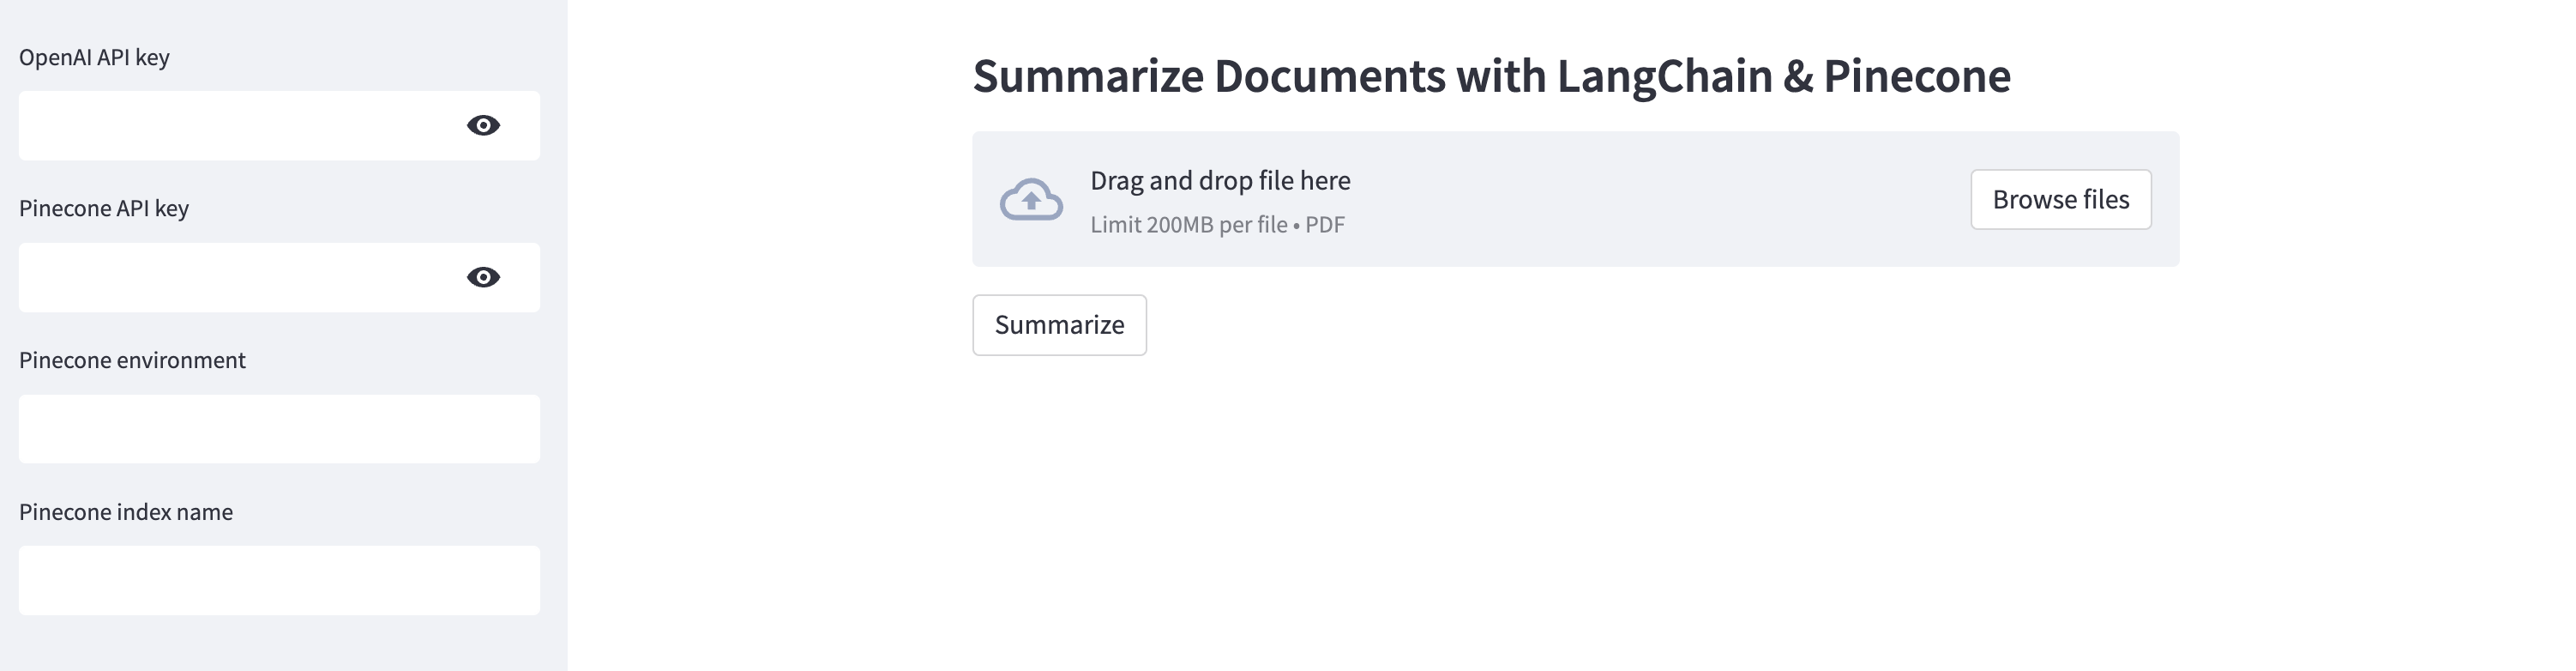 OpenAI API key
Pinecone API key
Pinecone environment
Pinecone index name
Summarize Documents with LangChain & Pinecone
Drag and drop file here
Limit 200MB per file • PDF
Browse files
Summarize